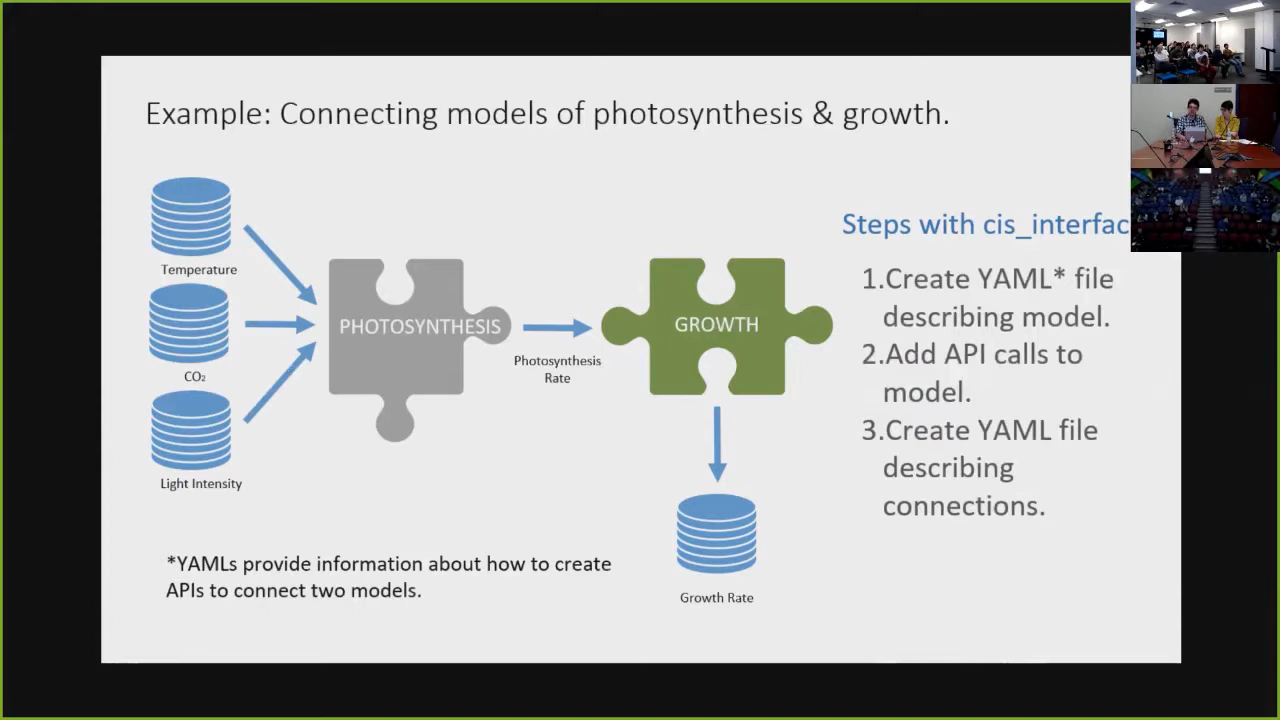 Example: Connecting models of photosynthesis & growth.
Temperature
CO₂
Light Intensity
PHOTOSYNTHESIS
Photosynthesis
Rate
GROWTH
Growth Rate
Steps with cis_interfac
1.Create YAML* file
describing model.
2.Add API calls to
model.
3.Create YAML file
describing
connections.
*YAMLs provide information about how to create
APIs to connect two models.